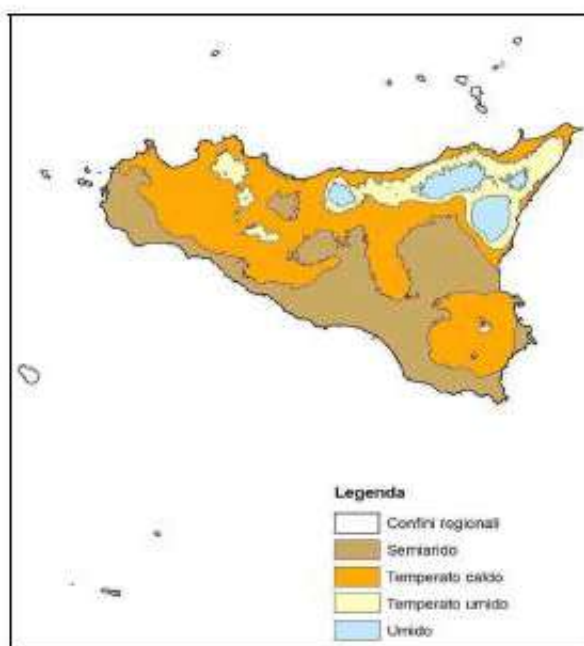 Legenda
Confini regionali
Semiarido
Temperato caldo
Temperato umido
Umido